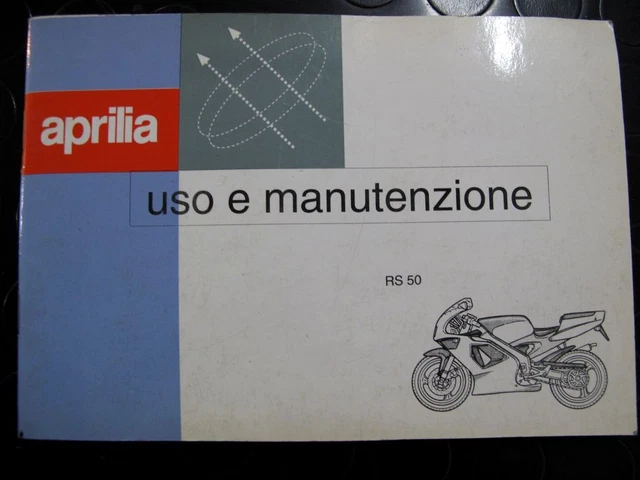 aprilia
uso e manutenzione
RS 50